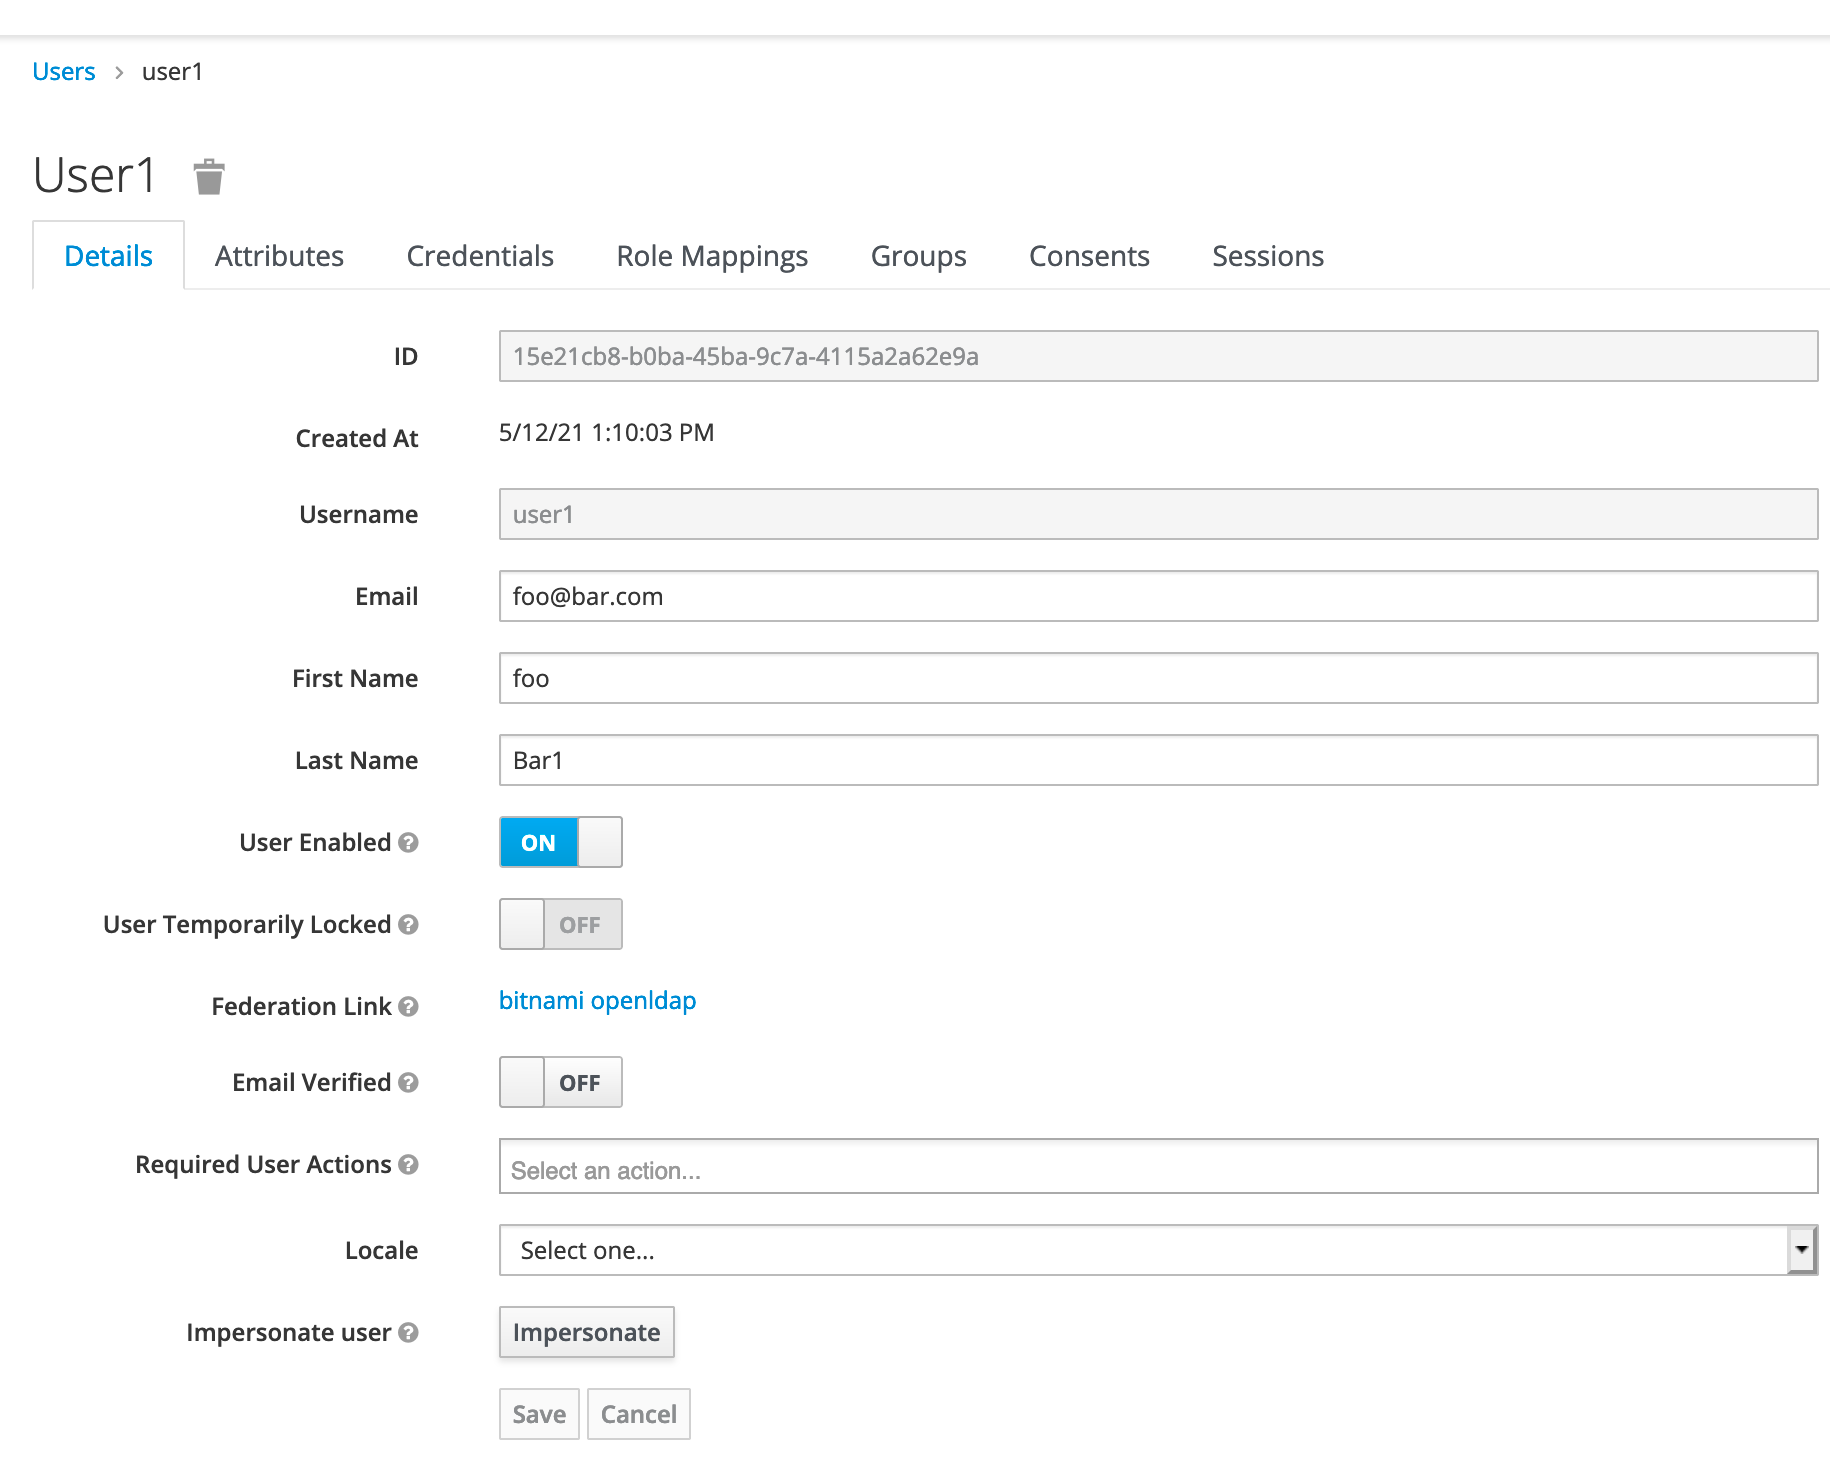 Users > user1
User1
Details Attributes Credentials Role Mappings Groups Consents Sessions
ID 15e21cb8-b0ba-45ba-9c7a-4115a2a62e9a
Created At 5/12/21 1:10:03 PM
Username user1
Email foo@bar.com
First Name foo
Last Name Bar1
User Enabled ? ON
User Temporarily Locked ? OFF
Federation Link ? bitnami openldap
Email Verified ? OFF
Required User Actions ? Select an action...
Locale Select one...
Impersonate user ? Impersonate
Save Cancel